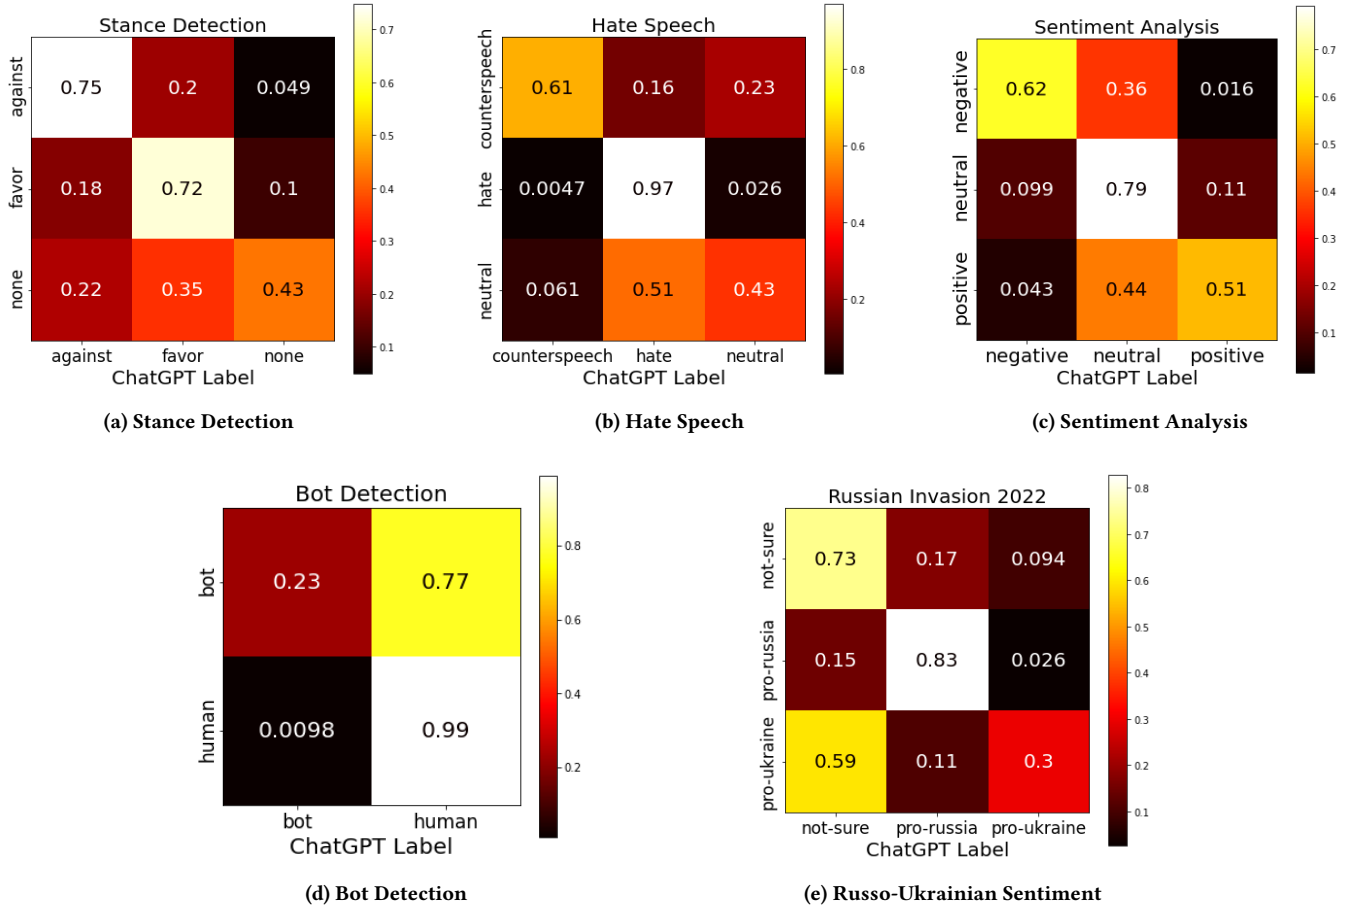 Stance Detection
against
favor
none
0.75 0.2 0.049
0.18 0.72 0.1
0.22 0.35 0.43
against favor none
ChatGPT Label
0.7
0.6
0.5
0.4
0.3
0.2
0.1
(a) Stance Detection
Hate Speech
counterspeech
hate
neutral
0.61 0.16 0.23
0.0047 0.97 0.026
0.061 0.51 0.43
counterspeech hate neutral
ChatGPT Label
0.8
0.6
0.4
0.2
(b) Hate Speech
Sentiment Analysis
negative
neutral
positive
0.62 0.36 0.016
0.099 0.79 0.11
0.043 0.44 0.51
negative neutral positive
ChatGPT Label
0.7
0.6
0.5
0.4
0.3
0.2
0.1
(c) Sentiment Analysis
Bot Detection
bot
human
0.23 0.77
0.0098 0.99
bot human
ChatGPT Label
0.8
0.6
0.4
0.2
(d) Bot Detection
Russian Invasion 2022
not-sure
pro-russia
pro-ukraine
0.73 0.17 0.094
0.15 0.83 0.026
0.59 0.11 0.3
not-sure pro-russia pro-ukraine
ChatGPT Label
0.8
0.7
0.6
0.5
0.4
0.3
0.2
0.1
(e) Russo-Ukrainian Sentiment